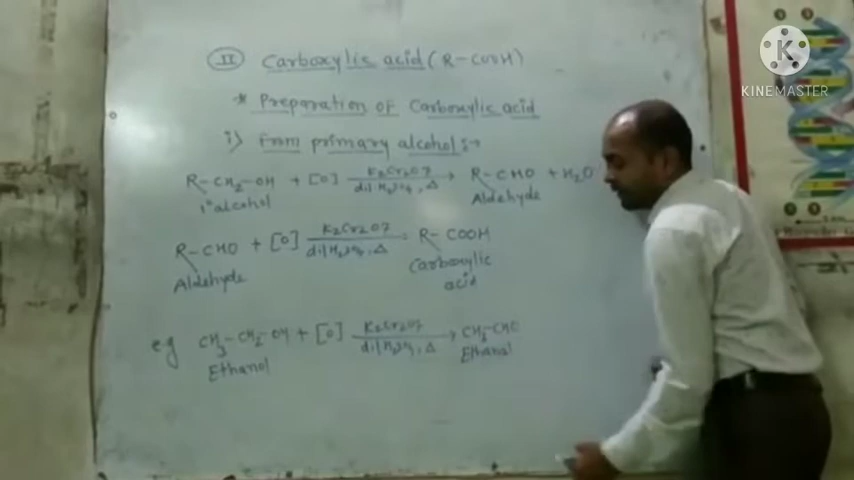 II Carboxylic acid (R-COOH)
* Preparation of Carboxylic acid
i) From primary alcohol :→
R-CH2-OH + [O] K2Cr2O7 / dil H2SO4, Δ → R-CHO + H2O
1° alcohol Aldehyde
R-CHO + [O] K2Cr2O7 / dil H2SO4, Δ R-COOH
Aldehyde Carboxylic acid
e.g CH3-CH2-OH + [O] K2Cr2O7 / dil H2SO4, Δ → CH3-CHO
Ethanol Ethanal
K
KINEMASTER